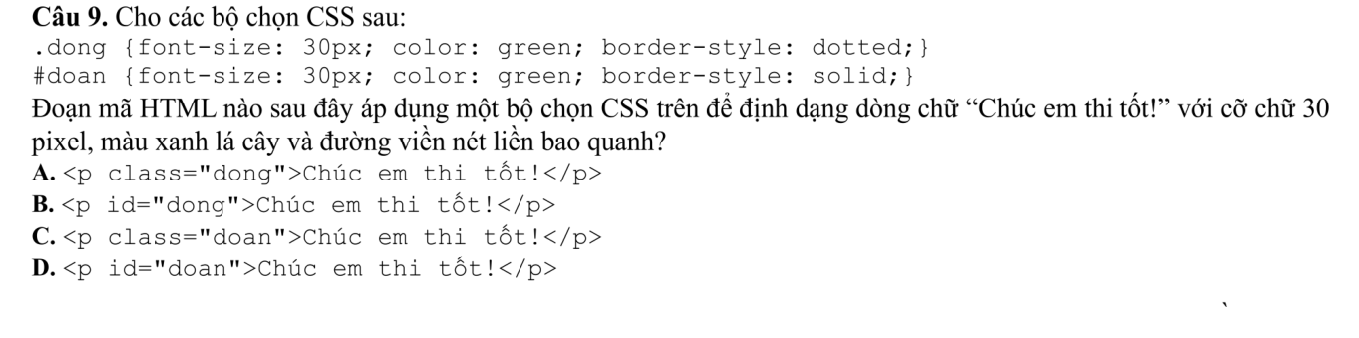 Câu 9. Cho các bộ chọn CSS sau:
.dong {font-size: 30px; color: green; border-style: dotted;}
#doan {font-size: 30px; color: green; border-style: solid;}
Đoạn mã HTML nào sau đây áp dụng một bộ chọn CSS trên để định dạng dòng chữ “Chúc em thi tốt!” với cỡ chữ 30
pixel, màu xanh lá cây và đường viền nét liền bao quanh?
A. <p class="dong">Chúc em thi tốt!</p>
B. <p id="dong">Chúc em thi tốt!</p>
C. <p class="doan">Chúc em thi tốt!</p>
D. <p id="doan">Chúc em thi tốt!</p>